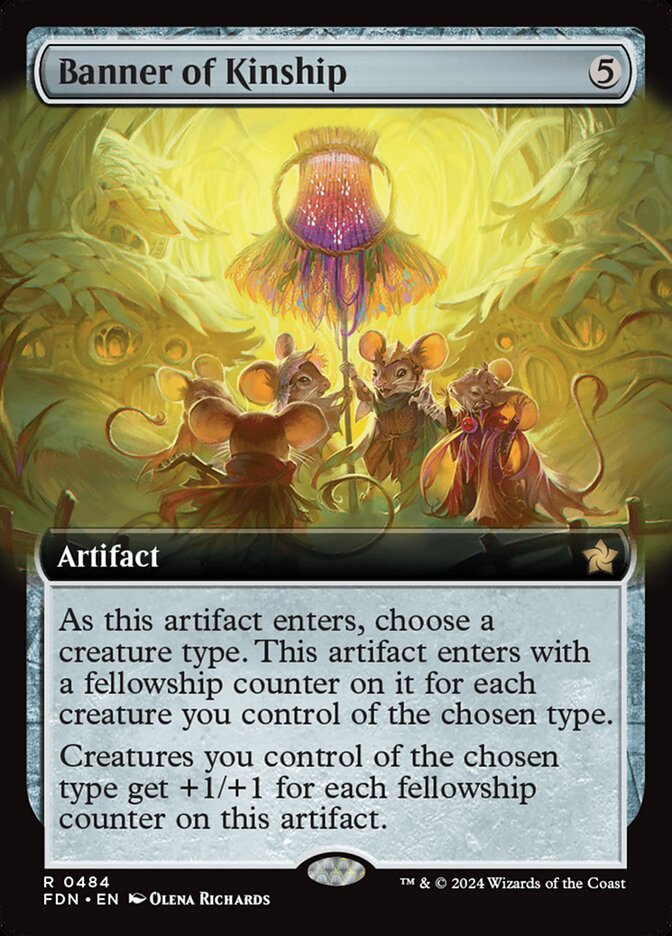 Banner of Kinship 5
Artifact
As this artifact enters, choose a
creature type. This artifact enters with
a fellowship counter on it for each
creature you control of the chosen type.
Creatures you control of the chosen
type get +1/+1 for each fellowship
counter on this artifact.
R 0484
FDN • EN Olena Richards
™ & © 2024 Wizards of the Coast